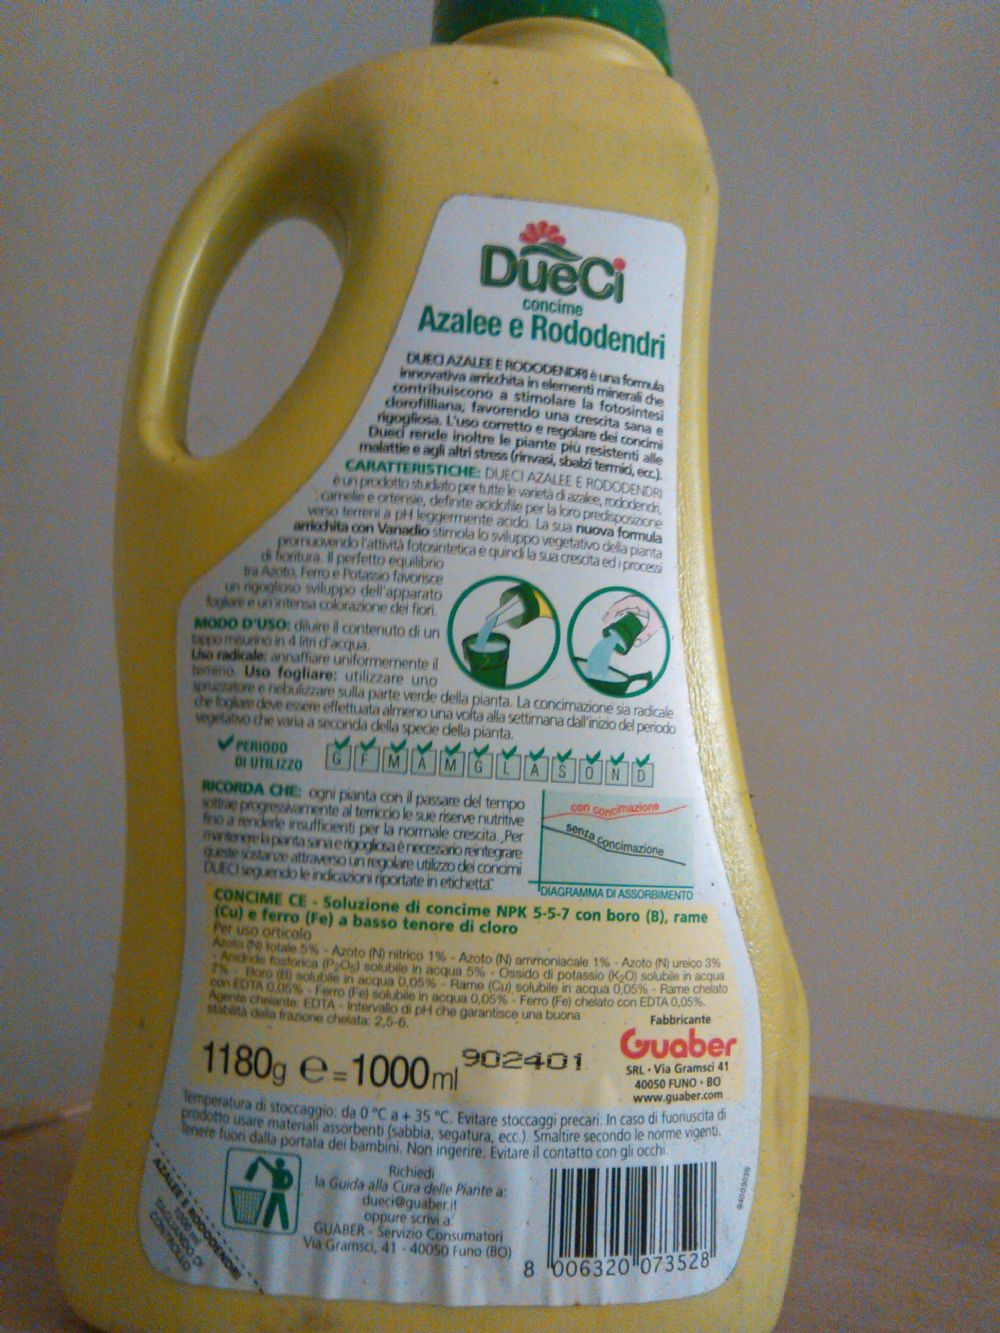 DueCi
concime
Azalee e Rododendri
DUECI AZALEE E RODODENDRI è una formula
innovativa arricchita in elementi minerali che
contribuiscono a stimolare la fotosintesi
clorofilliana, favorendo una crescita sana e
rigogliosa. L'uso corretto e regolare dei concimi
Dueci rende inoltre le piante più resistenti alle
malattie e agli altri stress (rinvasi, sbalzi termici, ecc.).
CARATTERISTICHE: DUECI AZALEE E RODODENDRI
è un prodotto studiato per tutte le varietà di azalee, rododendri,
camelie e ortensie, definite acidofile per la loro predisposizione
verso terreni a pH leggermente acido. La sua nuova formula
arricchita con Vanadio stimola lo sviluppo vegetativo della pianta
promuovendo l'attività fotosintetica e quindi la sua crescita ed i processi
di fioritura. Il perfetto equilibrio
tra Azoto, Ferro e Potassio favorisce
un rigoglioso sviluppo dell'apparato
fogliare e un'intensa colorazione dei fiori.
MODO D'USO: diluire il contenuto di un
tappo misurino in 4 litri d'acqua.
Uso radicale: annaffiare uniformemente il
terreno. Uso fogliare: utilizzare uno
spruzzatore e nebulizzare sulla parte verde della pianta. La concimazione sia radicale
che fogliare deve essere effettuata almeno una volta alla settimana dall'inizio del periodo
vegetativo che varia a seconda della specie della pianta.
PERIODO
DI UTILIZZO
G F M A M G L A S O N D
RICORDA CHE: ogni pianta con il passare del tempo
sottrae progressivamente al terriccio le sue riserve nutritive
fino a renderle insufficienti per la normale crescita. Per
mantenere la pianta sana e rigogliosa è necessario reintegrare
queste sostanze attraverso un regolare utilizzo dei concimi
DUECI seguendo le indicazioni riportate in etichetta.
con concimazione
senza concimazione
DIAGRAMMA DI ASSORBIMENTO
CONCIME CE - Soluzione di concime NPK 5-5-7 con boro (B), rame
(Cu) e ferro (Fe) a basso tenore di cloro
Per uso orticolo
Azoto (N) totale 5% - Azoto (N) nitrico 1% - Azoto (N) ammoniacale 1% - Azoto (N) ureico 3%
- Anidride fosforica (P2O5) solubile in acqua 5% - Ossido di potassio (K2O) solubile in acqua
7% - Boro (B) solubile in acqua 0,05% - Rame (Cu) solubile in acqua 0,05% - Rame chelato
con EDTA 0,05% - Ferro (Fe) solubile in acqua 0,05% - Ferro (Fe) chelato con EDTA 0,05%.
Agente chelante: EDTA - Intervallo di pH che garantisce una buona
stabilità della frazione chelata: 2,5-6.
1180g e = 1000ml
902401
Fabbricante
Guaber
SRL · Via Gramsci 41
40050 FUNO · BO
www.guaber.com
Temperatura di stoccaggio: da 0 °C a + 35 °C. Evitare stoccaggi precari. In caso di fuoriuscita di
prodotto usare materiali assorbenti (sabbia, segatura, ecc.). Smaltire secondo le norme vigenti.
Tenere fuori dalla portata dei bambini. Non ingerire. Evitare il contatto con gli occhi.
Richiedi
la Guida alla Cura delle Piante a:
dueci@guaber.it
oppure scrivi a:
GUABER - Servizio Consumatori
Via Gramsci, 41 - 40050 Funo (BO)
AZALEE E RODODENDRI
1000 ml
TAGLIANDO DI
CONTROLLO
8 006320 073528